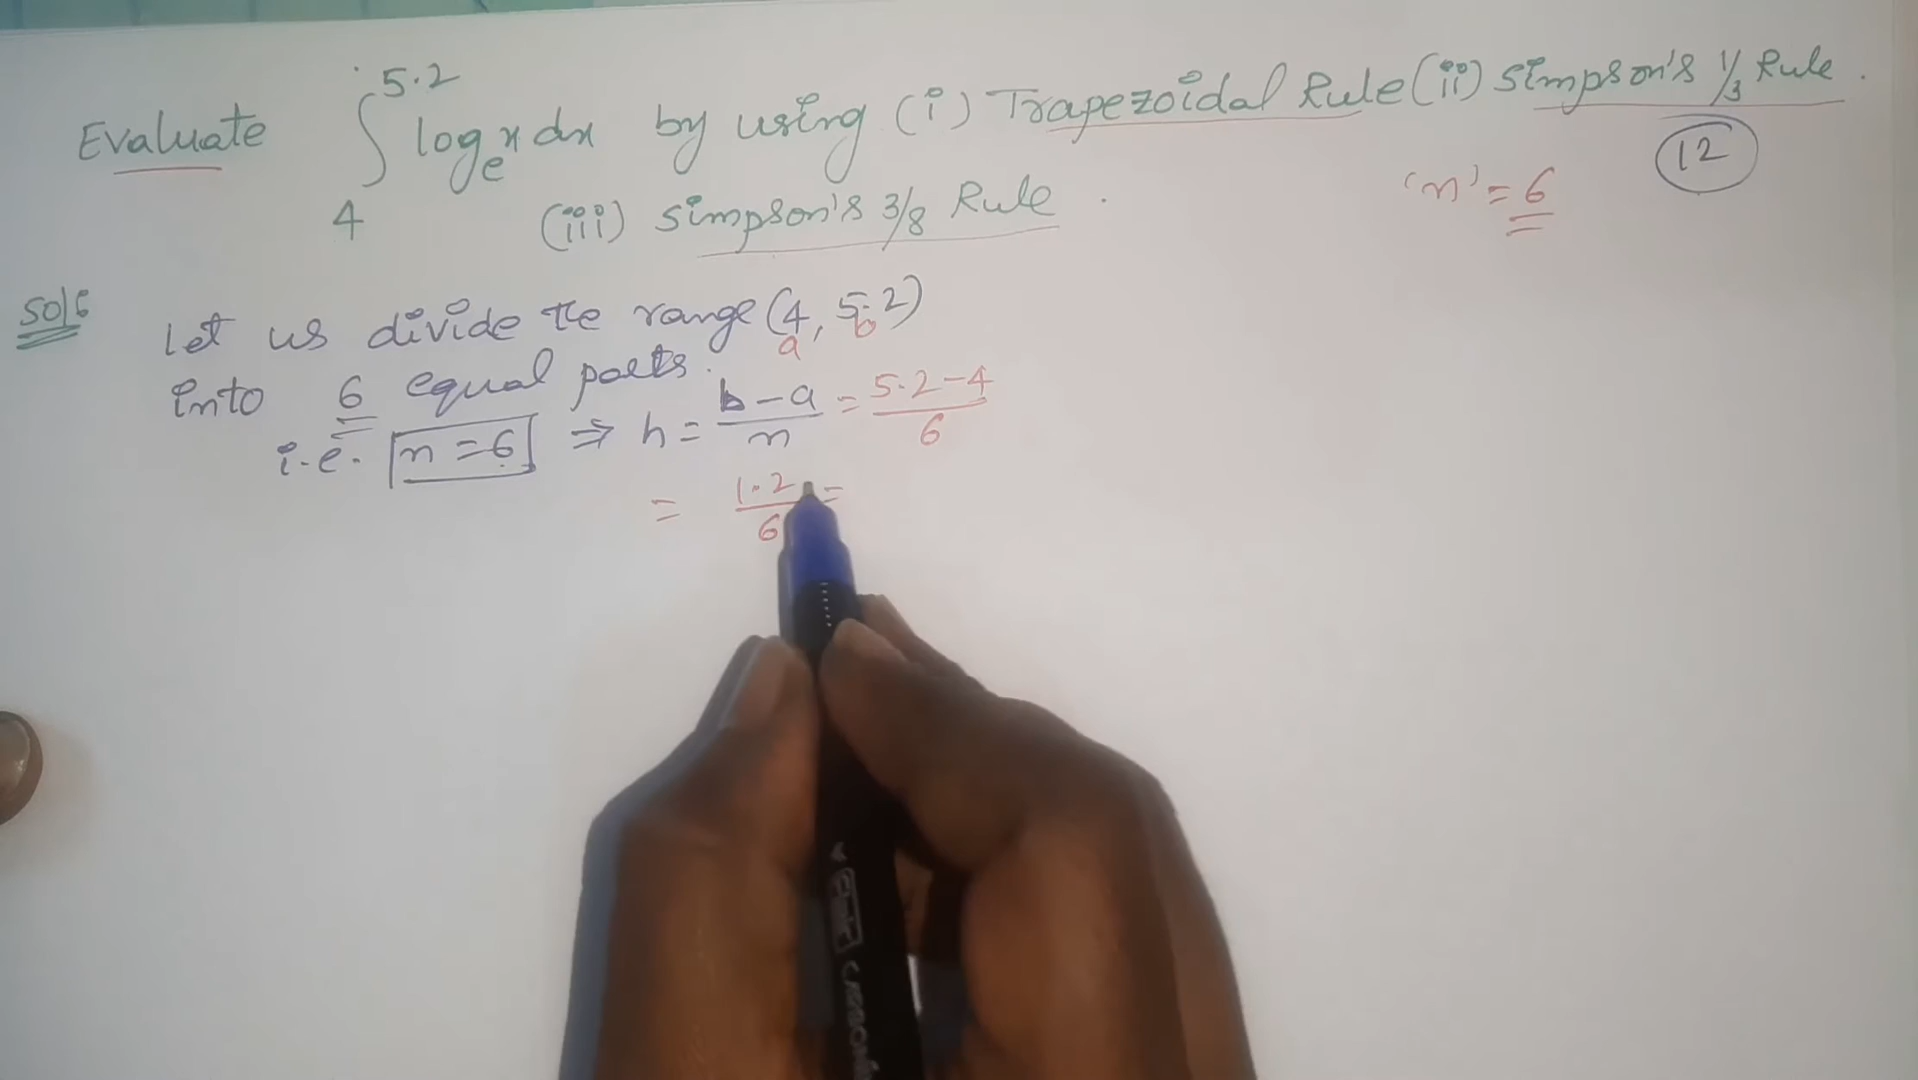 Evaluate ∫₄^5.2 logₑx dx by using (i) Trapezoidal Rule (ii) Simpson's 1/3 Rule.
(iii) Simpson's 3/8 Rule.
'n' = 6
12
Sol:
Let us divide the range (4, 5.2)
a b
into 6 equal parts.
i.e. n = 6 ⇒ h = b-a/n = 5.2-4/6
= 1.2/6 =